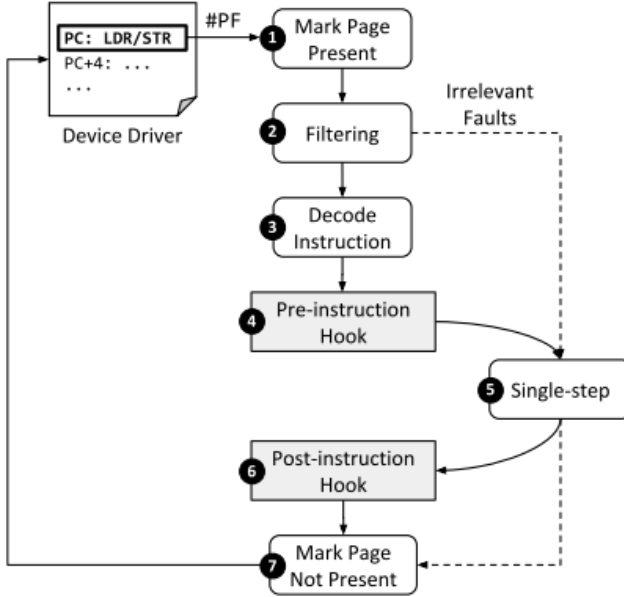 #PF
PC: LDR/STR
PC+4: ...
...
Device Driver
1
Mark Page
Present
Irrelevant
Faults
2
Filtering
3
Decode
Instruction
4
Pre-instruction
Hook
5
Single-step
6
Post-instruction
Hook
7
Mark Page
Not Present